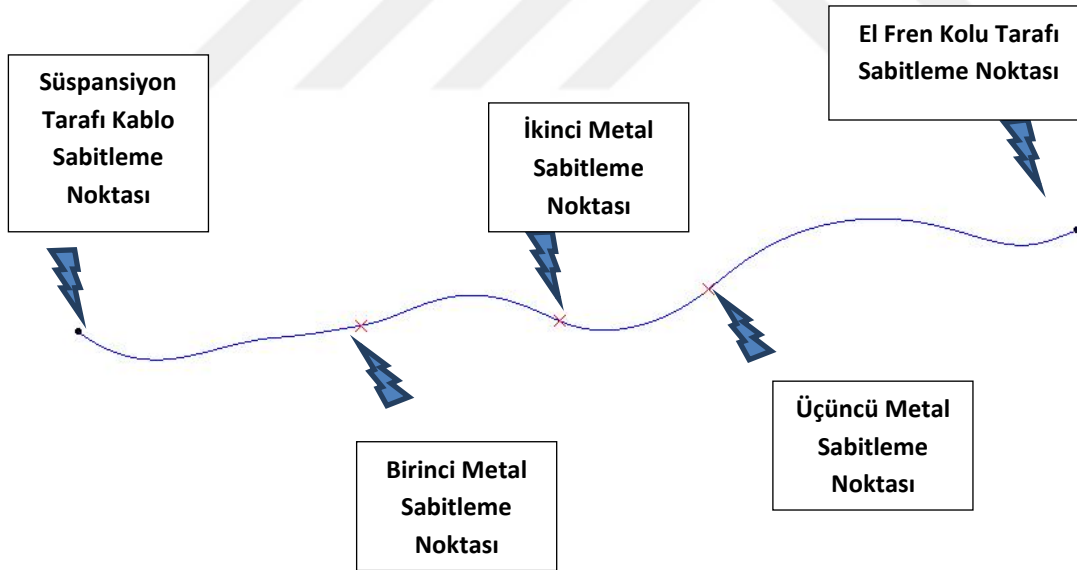 Süspansiyon
Tarafı Kablo
Sabitleme
Noktası
İkinci Metal
Sabitleme
Noktası
El Fren Kolu Tarafı
Sabitleme Noktası
Birinci Metal
Sabitleme
Noktası
Üçüncü Metal
Sabitleme
Noktası